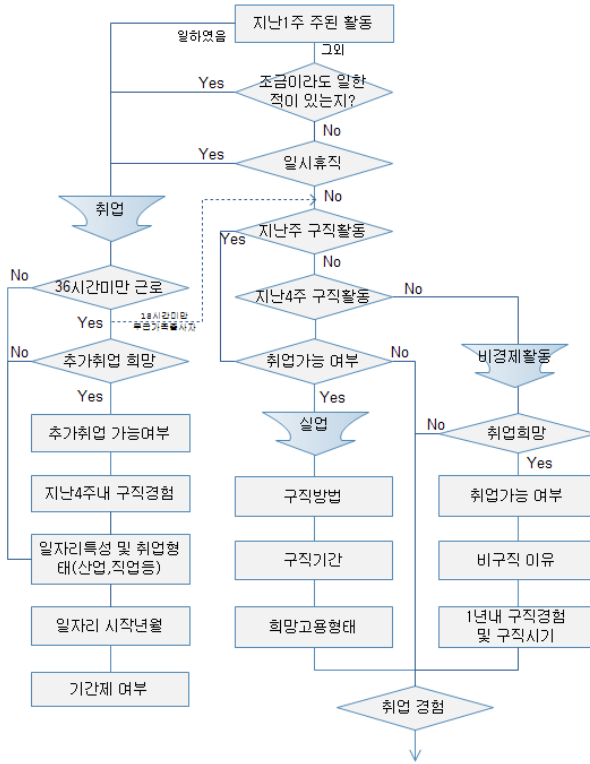 지난1주 주된 활동
일하였음
그외
Yes
조금이라도 일한
적이 있는지?
No
Yes
일시휴직
No
취업
지난주 구직활동
Yes
No
No
36시간미만 근로
지난4주 구직활동
No
Yes
18시간미만
No
추가취업 희망
취업가능 여부
No
비경제활동
Yes
Yes
실업
No
취업희망
추가취업 가능여부
Yes
지난4주내 구직경험
구직방법
취업가능 여부
일자리특성 및 취업형
태(산업,직업등)
구직기간
비구직 이유
일자리 시작년월
희망고용형태
1년내 구직경험
및 구직시기
기간제 여부
취업 경험